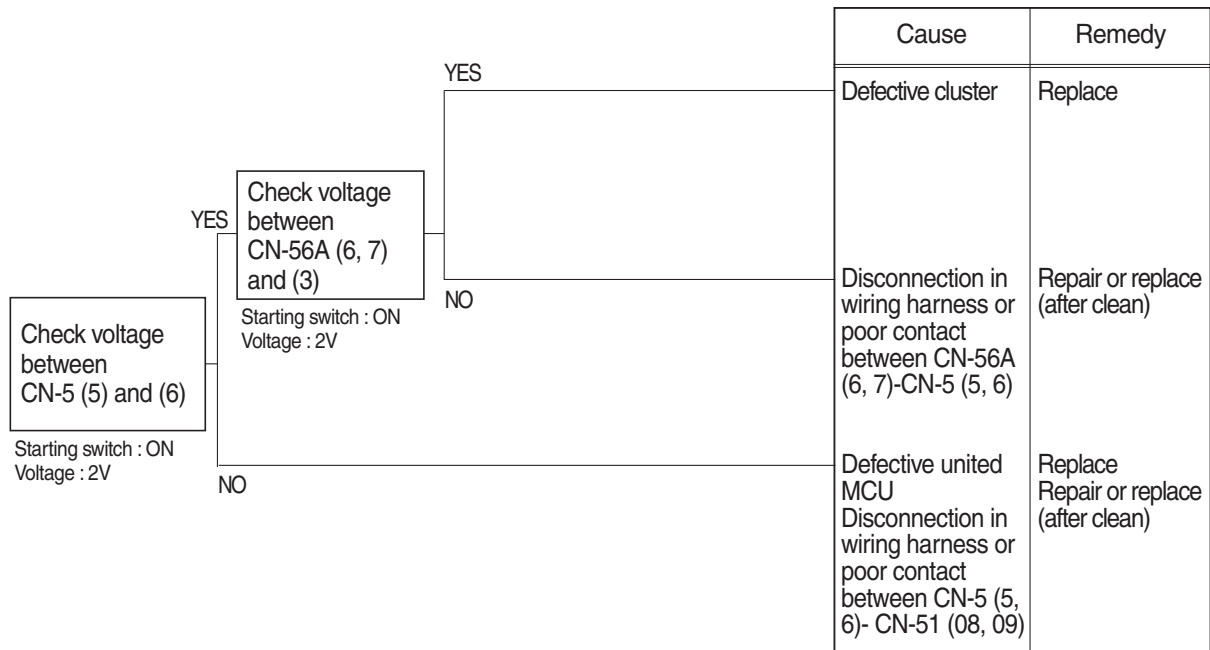 Cause
Remedy
YES
Defective cluster
Replace
Check voltage
between
CN-56A (6, 7)
and (3)
YES
Starting switch : ON
Voltage : 2V
NO
Disconnection in
wiring harness or
poor contact
between CN-56A
(6, 7)-CN-5 (5, 6)
Repair or replace
(after clean)
Check voltage
between
CN-5 (5) and (6)
Starting switch : ON
Voltage : 2V
NO
Defective united
MCU
Disconnection in
wiring harness or
poor contact
between CN-5 (5,
6)- CN-51 (08, 09)
Replace
Repair or replace
(after clean)